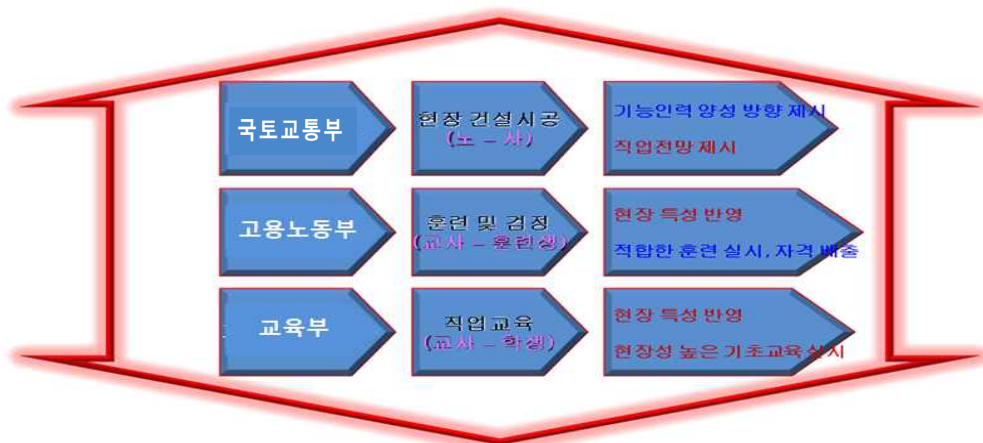 국토교통부
현장 건설시공
(노 – 사)
기능인력 양성 방향 제시
직업전망 제시
고용노동부
훈련 및 검정
(교사 – 훈련생)
현장 특성 반영
적합한 훈련 실시, 자격 배출
교육부
직업교육
(교사 – 학생)
현장 특성 반영
현장성 높은 기초교육 실시